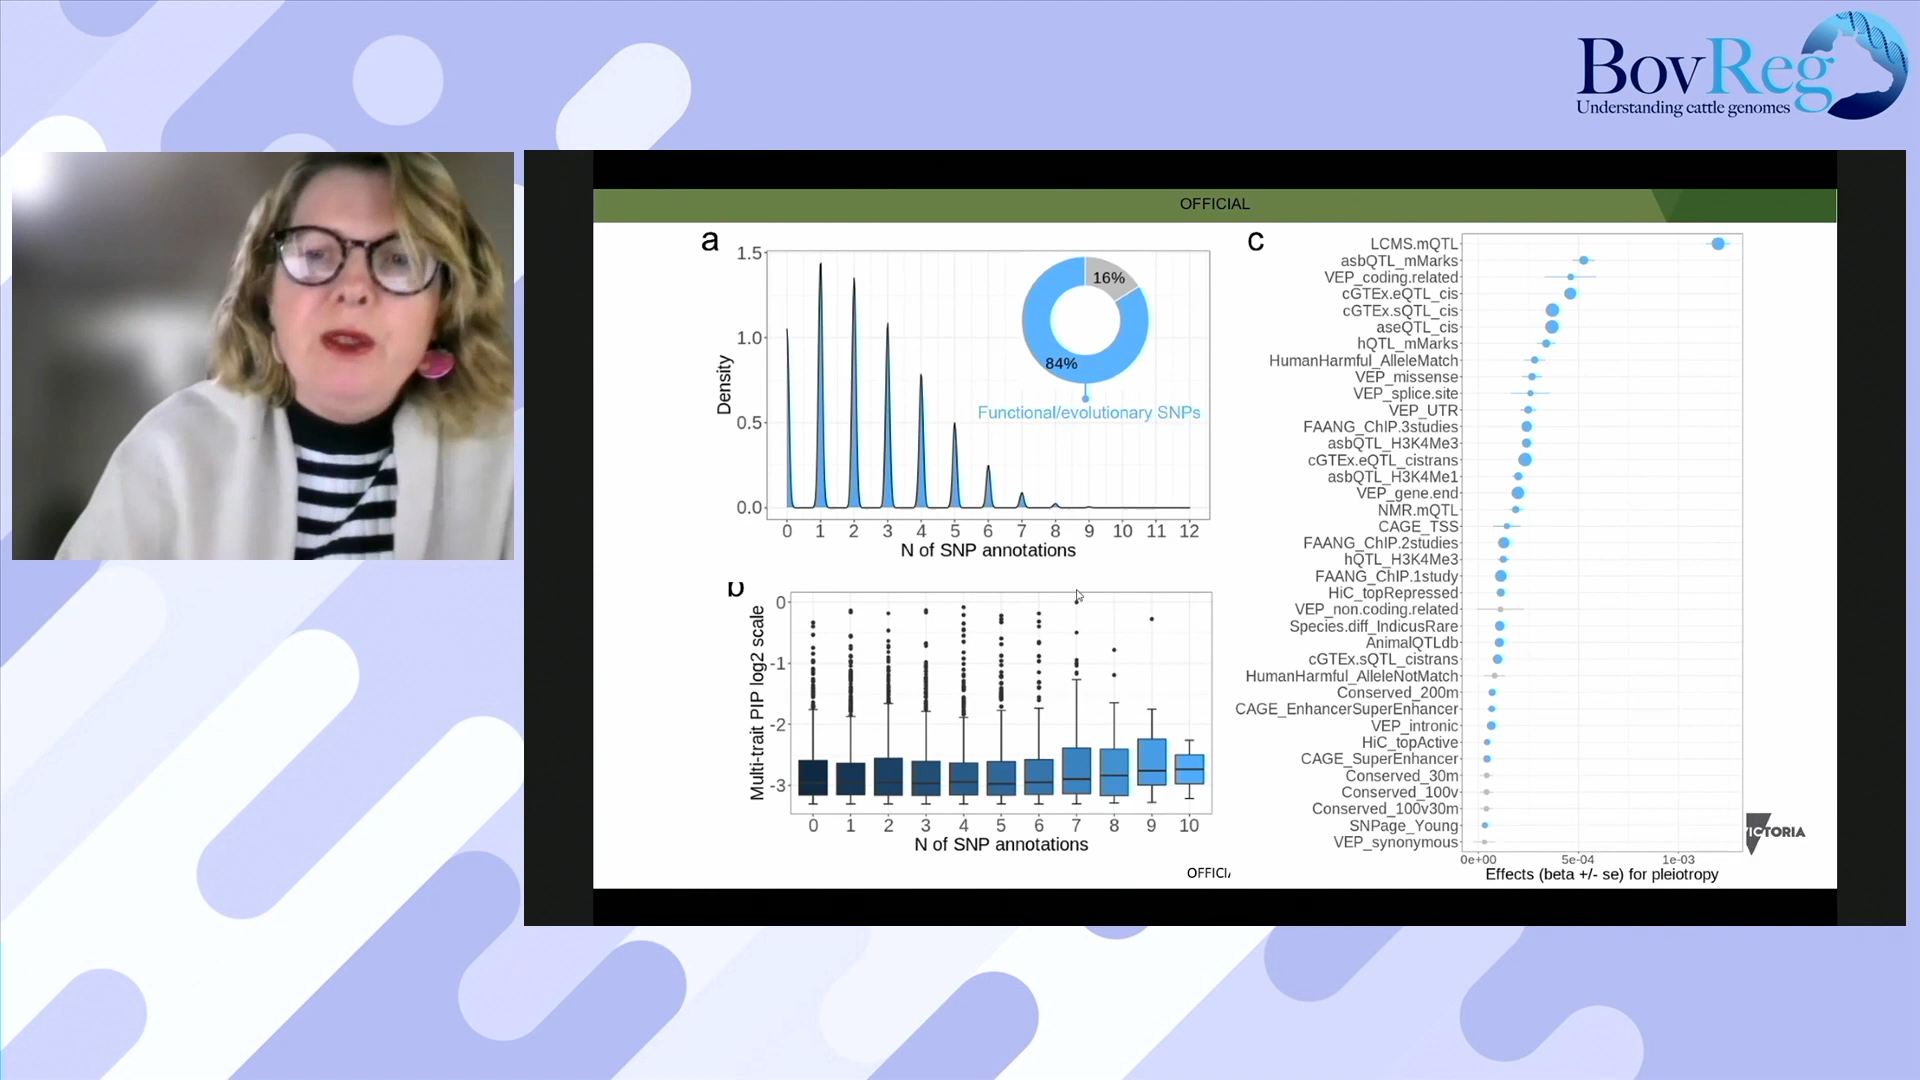 BovReg
Understanding cattle genomes
OFFICIAL
a
1.5
1.0
0.5
0.0
Density
16%
84%
Functional/evolutionary SNPs
0 1 2 3 4 5 6 7 8 9 10 11 12
N of SNP annotations
b
0
-1
-2
-3
Multi-trait PIP log2 scale
0 1 2 3 4 5 6 7 8 9 10
N of SNP annotations
OFFICIA
c
LCMS.mQTL
asbQTL_mMarks
VEP_coding.related
cGTEx.eQTL_cis
cGTEx.sQTL_cis
aseQTL_cis
hQTL_mMarks
HumanHarmful_AlleleMatch
VEP_missense
VEP_splice.site
VEP_UTR
FAANG_ChIP.3studies
asbQTL_H3K4Me3
cGTEx.eQTL_cistrans
asbQTL_H3K4Me1
VEP_gene.end
NMR.mQTL
CAGE_TSS
FAANG_ChIP.2studies
hQTL_H3K4Me3
FAANG_ChIP.1study
HiC_topRepressed
VEP_non.coding.related
Species.diff_IndicusRare
AnimalQTLdb
cGTEx.sQTL_cistrans
HumanHarmful_AlleleNotMatch
Conserved_200m
CAGE_EnhancerSuperEnhancer
VEP_intronic
HiC_topActive
CAGE_SuperEnhancer
Conserved_30m
Conserved_100v
Conserved_100v30m
SNPage_Young
VEP_synonymous
0e+00 5e-04 1e-03
Effects (beta +/- se) for pleiotropy
VICTORIA